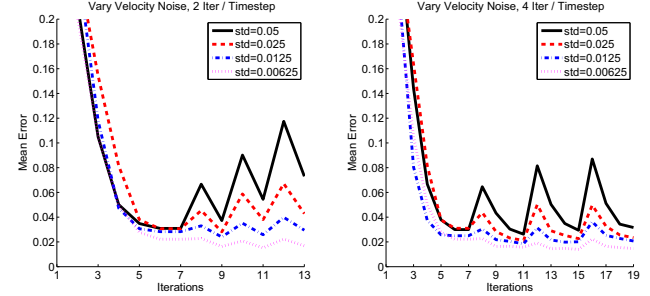 Vary Velocity Noise, 2 Iter / Timestep
0.2
0.18
0.16
0.14
0.12
0.1
0.08
0.06
0.04
0.02
0
Mean Error
1 3 5 7 9 11 13
Iterations
std=0.05
std=0.025
std=0.0125
std=0.00625
Vary Velocity Noise, 4 Iter / Timestep
0.2
0.18
0.16
0.14
0.12
0.1
0.08
0.06
0.04
0.02
0
Mean Error
1 3 5 7 9 11 13 15 17 19
Iterations
std=0.05
std=0.025
std=0.0125
std=0.00625